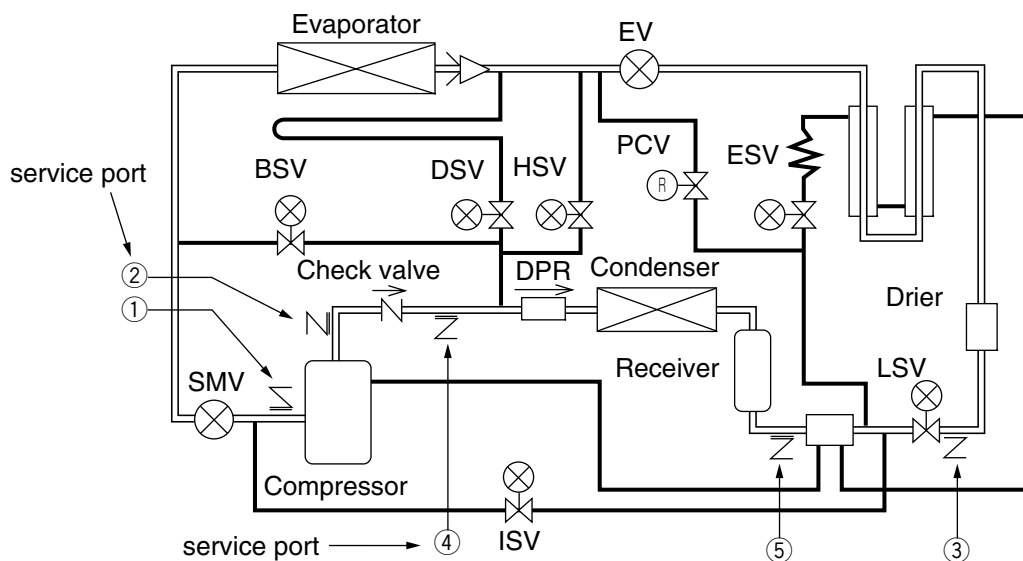 Evaporator
EV
PCV
ESV
service port
BSV
DSV
HSV
R
②
Check valve
DPR
Condenser
①
Drier
SMV
Receiver
LSV
Compressor
service port
④
ISV
⑤
③